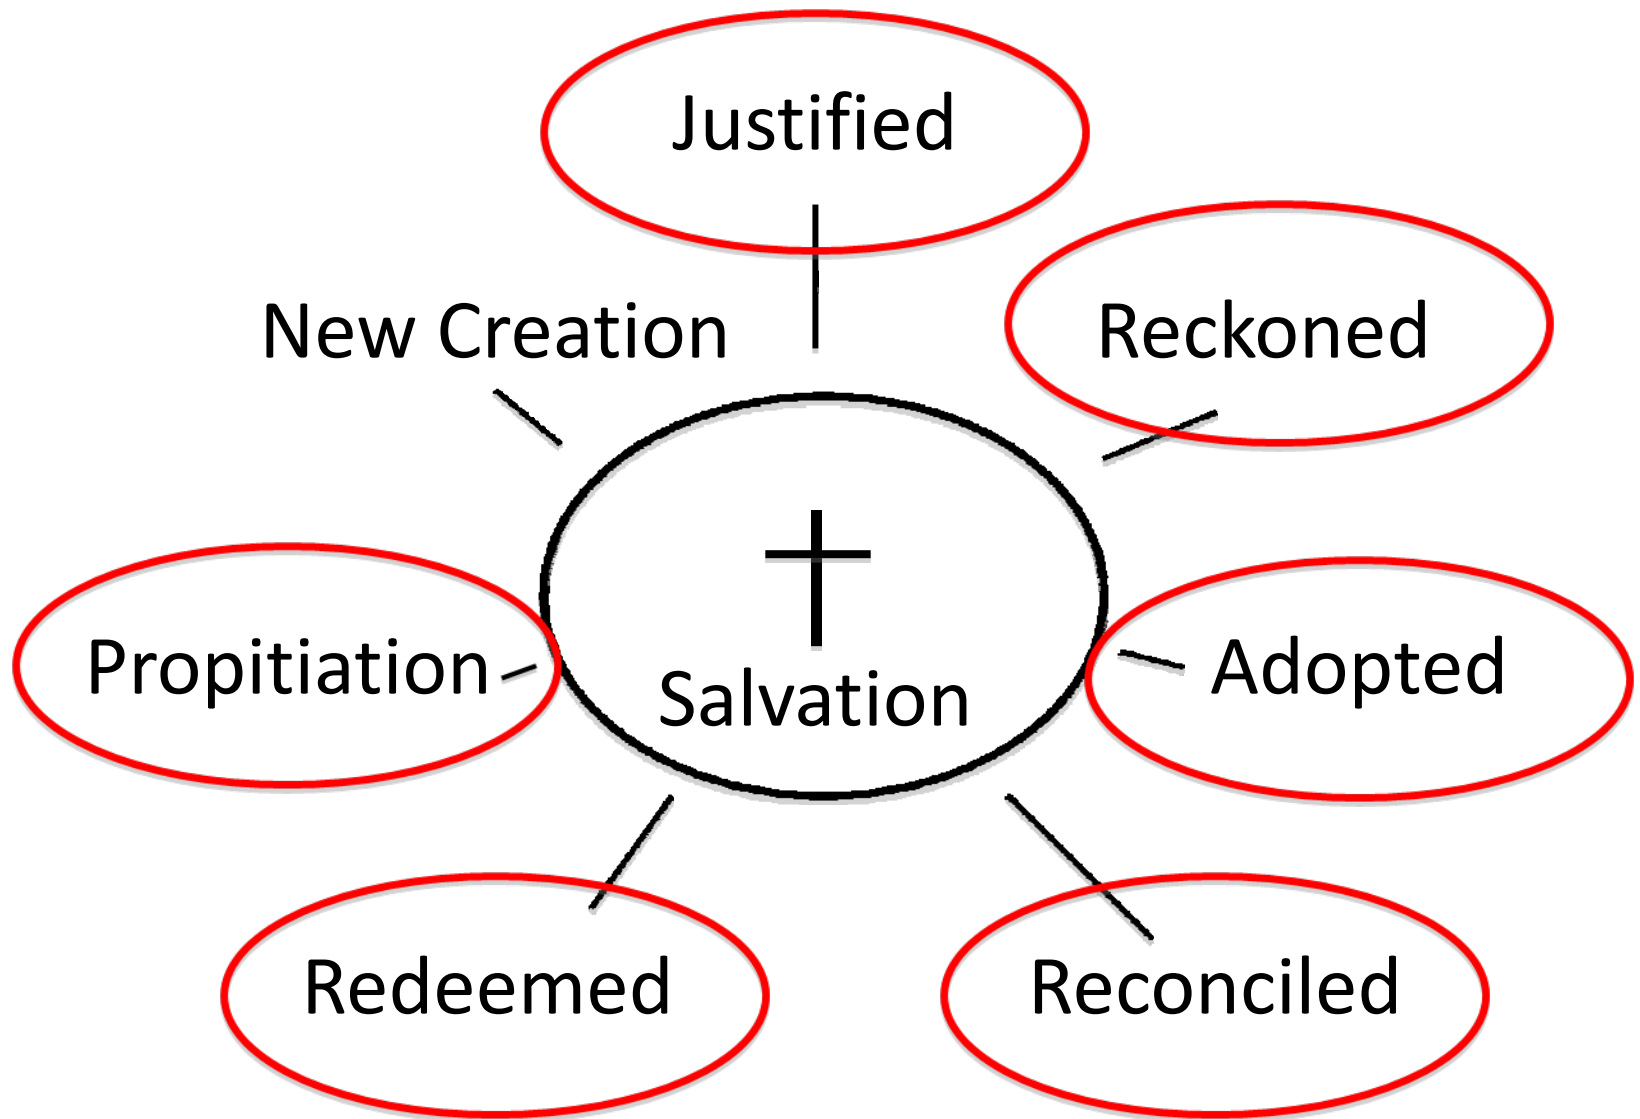 Justified
New Creation
Reckoned
Propitiation
Salvation
Adopted
Redeemed
Reconciled